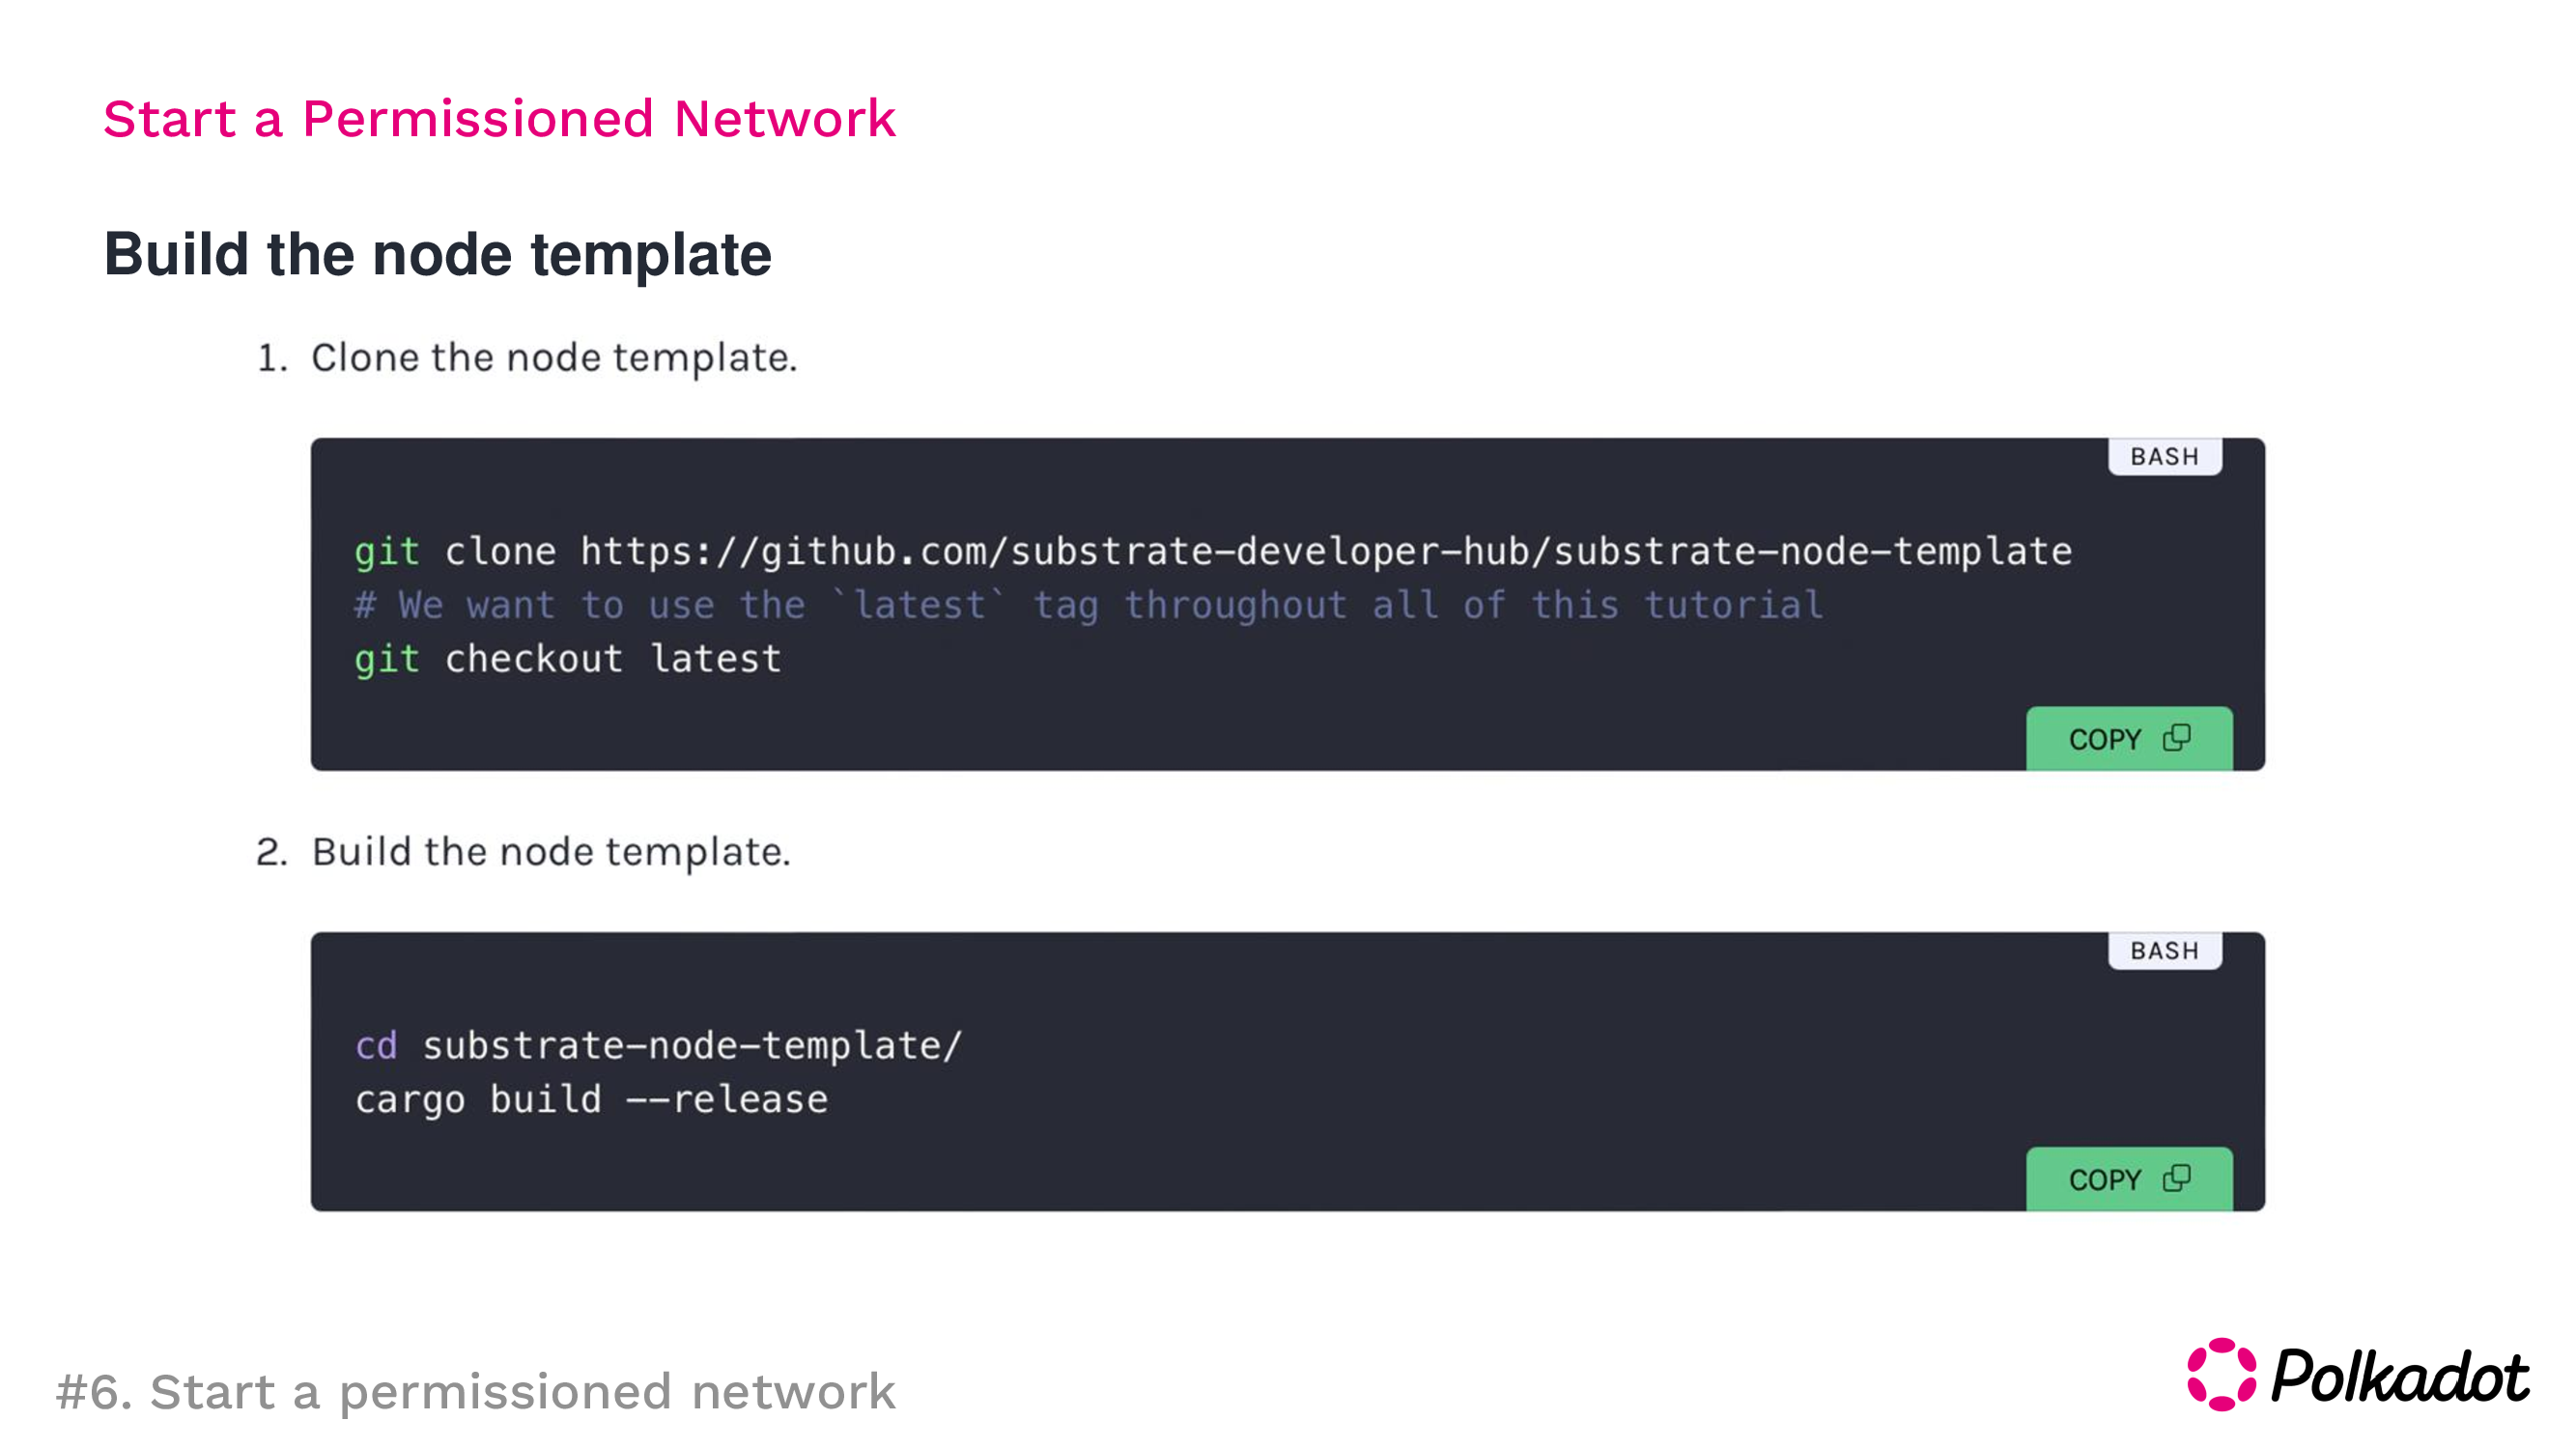 Start a Permissioned Network
Build the node template
1. Clone the node template.
BASH
git clone https://github.com/substrate-developer-hub/substrate-node-template
# We want to use the `latest` tag throughout all of this tutorial
git checkout latest
COPY
2. Build the node template.
BASH
cd substrate-node-template/
cargo build --release
COPY
#6. Start a permissioned network
Polkadot